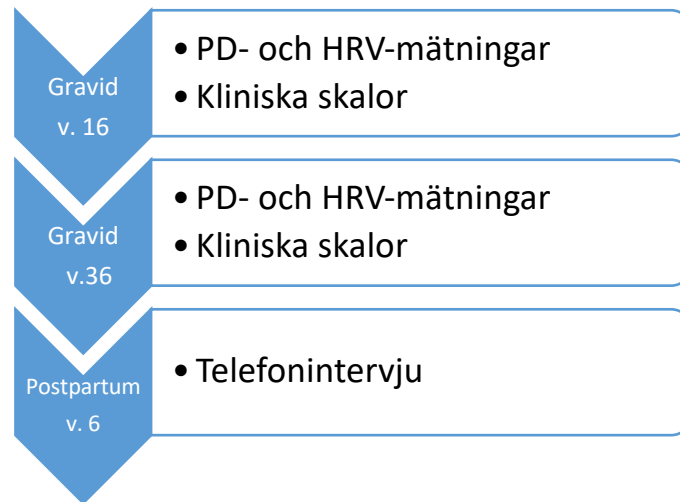 Gravid
v. 16
• PD- och HRV-mätningar
• Kliniska skalor
Gravid
v.36
• PD- och HRV-mätningar
• Kliniska skalor
Postpartum
v. 6
• Telefonintervju